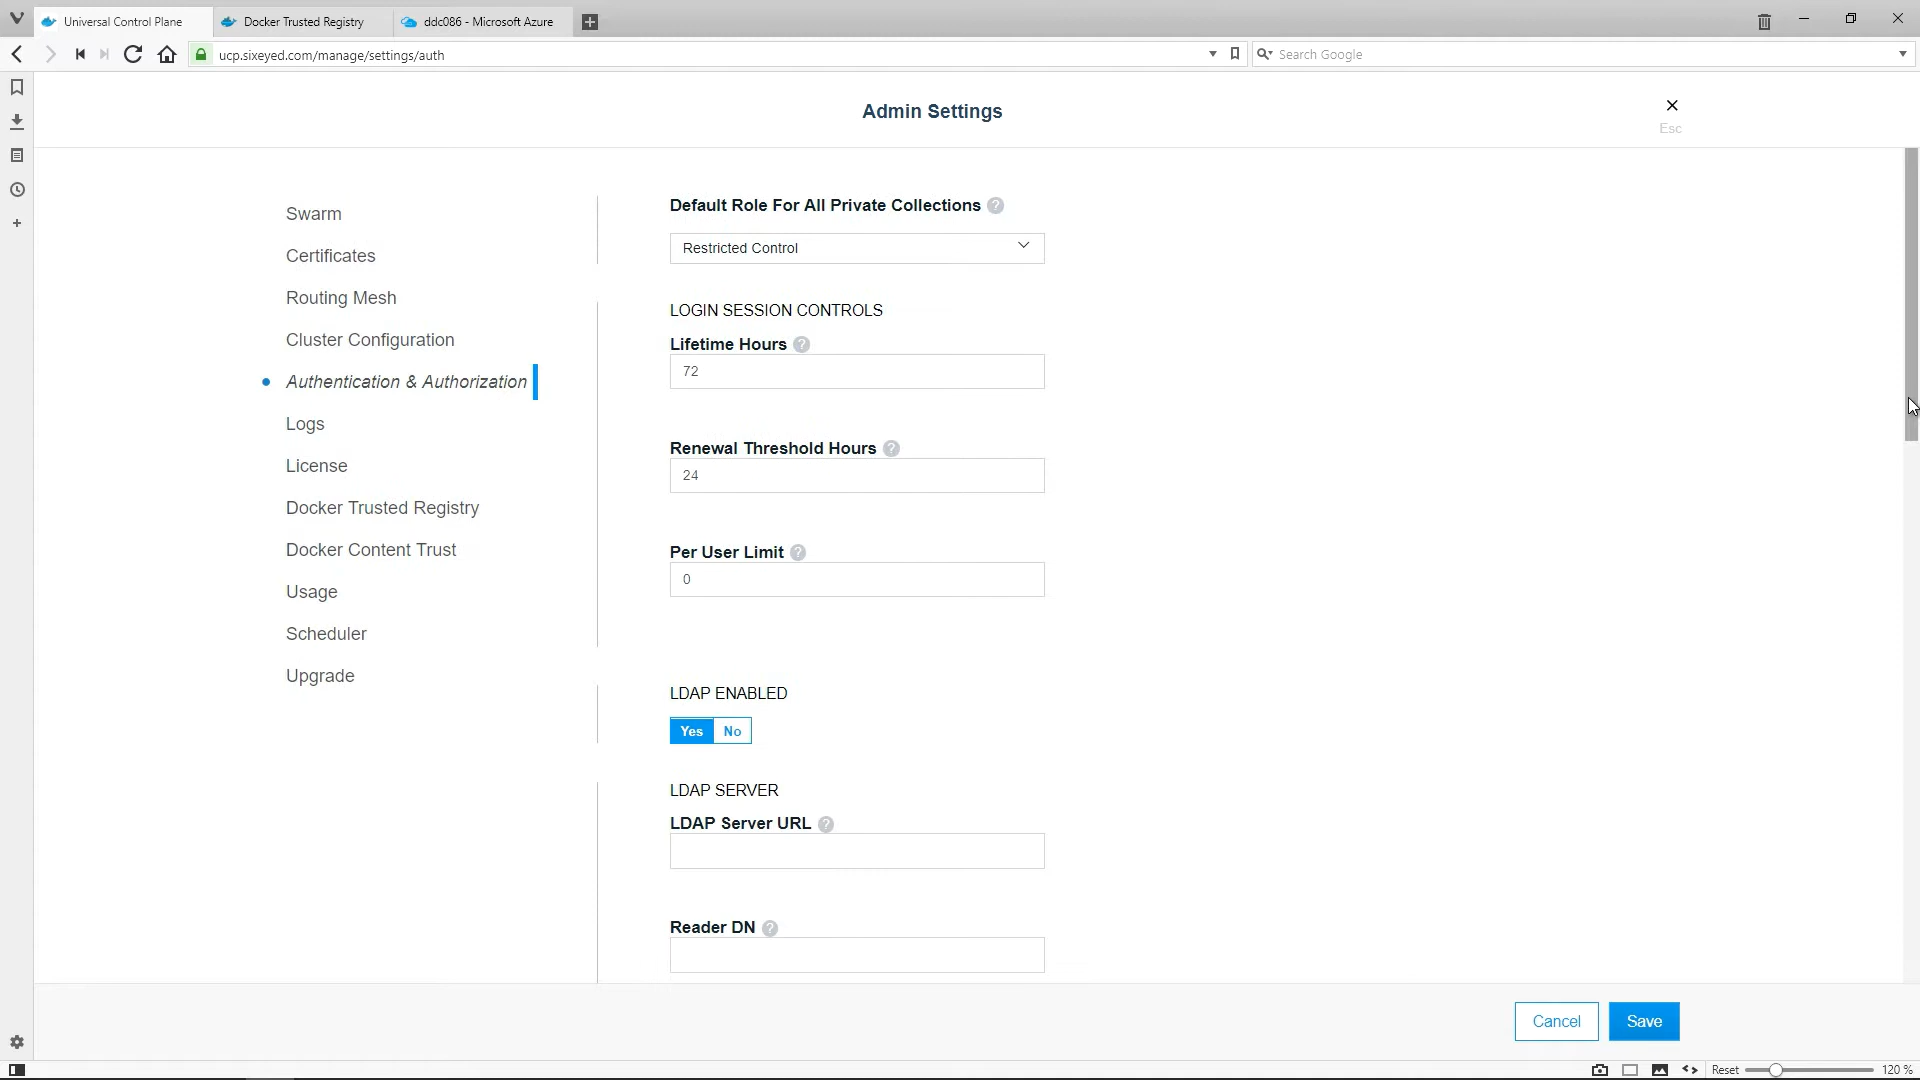 Universal Control Plane
Docker Trusted Registry
ddc086 - Microsoft Azure
ucp.sixeyed.com/manage/settings/auth
Search Google
Admin Settings
Esc
Swarm
Certificates
Routing Mesh
Cluster Configuration
Authentication & Authorization
Logs
License
Docker Trusted Registry
Docker Content Trust
Usage
Scheduler
Upgrade
Default Role For All Private Collections ?
Restricted Control
LOGIN SESSION CONTROLS
Lifetime Hours ?
72
Renewal Threshold Hours ?
24
Per User Limit ?
0
LDAP ENABLED
Yes No
LDAP SERVER
LDAP Server URL ?
Reader DN ?
Cancel Save
Reset 120 %